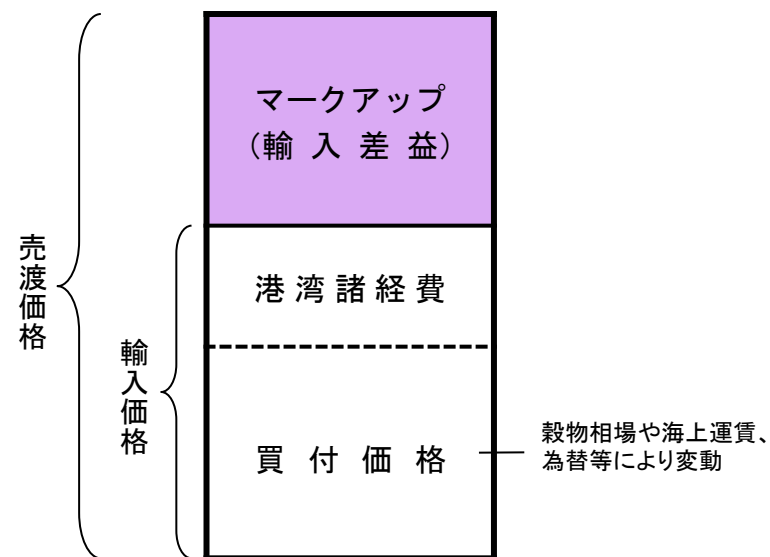 マークアップ
（輸入差益）
売渡価格
港湾諸経費
輸入価格
買付価格
穀物相場や海上運賃、
為替等により変動